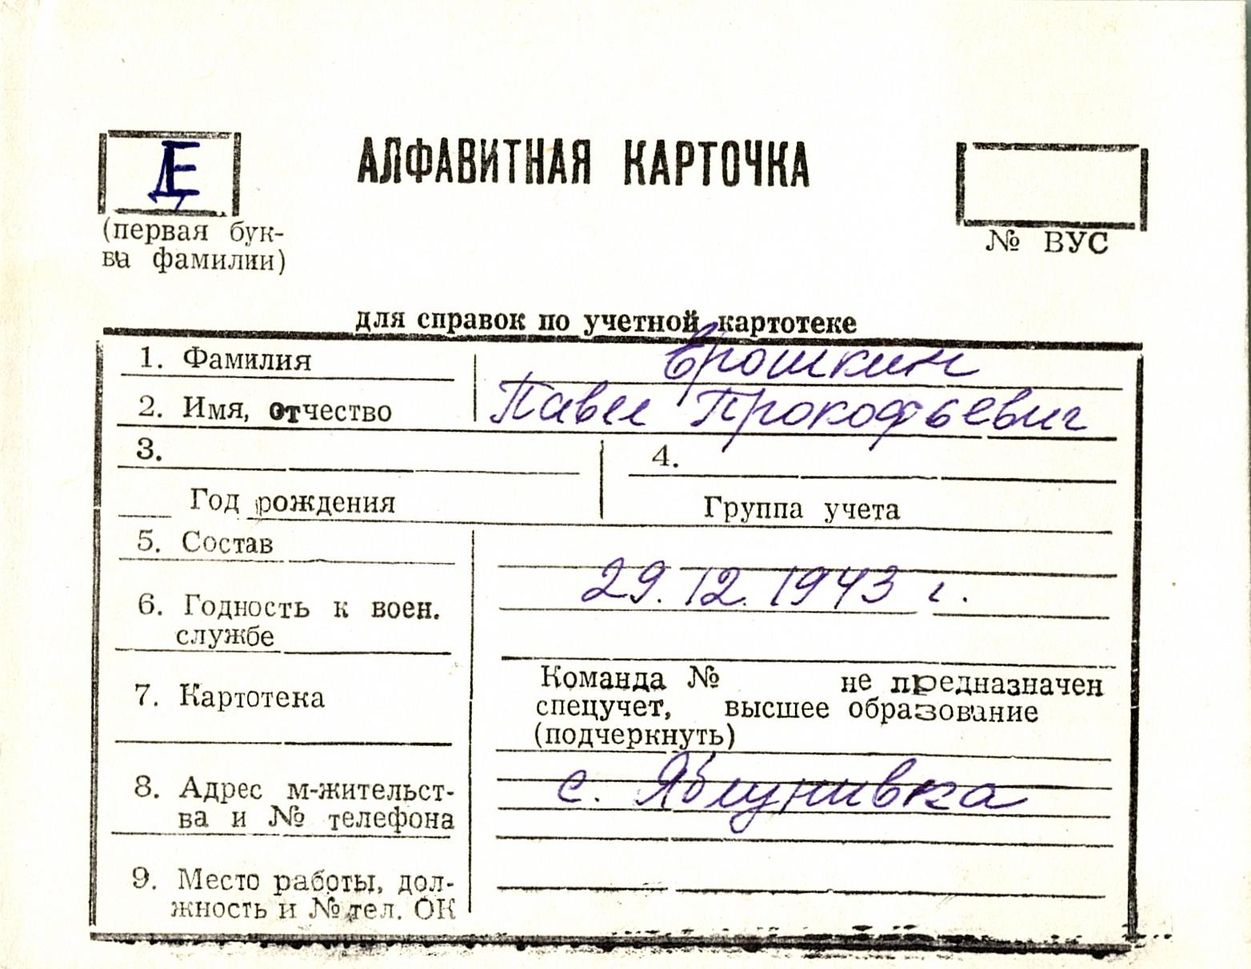 Е
АЛФАВИТНАЯ КАРТОЧКА
(первая бук-
ва фамилии)
№ ВУС
для справок по учетной картотеке
1. Фамилия Ерошкин
2. Имя, отчество Павел Прокофьевич
3. 4.
Год рождения Группа учета
5. Состав
29.12.1943 г.
6. Годность к воен.
службе
Команда № не предназначен
7. Картотека спецучет, высшее образование
(подчеркнуть)
8. Адрес м-жительст- с. Яблунивка
ва и № телефона
9. Место работы, дол-
жность и № тел. ОК